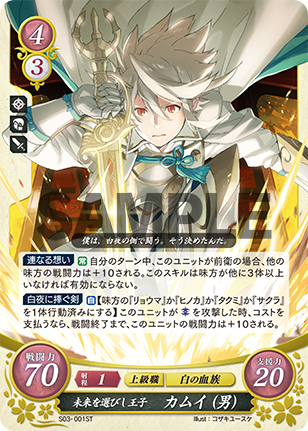 4
3
SAMPLE
僕は、白夜の側で闘う。そう決めたんだ。
連なる想い 常 自分のターン中、このユニットが前衛の場合、他の
味方の戦闘力は+10される。このスキルは味方が他に3体以上
いなければ有効にならない。
白夜に捧ぐ剣 自 【味方の『リョウマ』か『ヒノカ』か『タクミ』か『サクラ』
を1体行動済みにする】このユニットが を攻撃した時、コストを
支払うなら、戦闘終了まで、このユニットの戦闘力は+10される。
戦闘力
70
射程 1 上級職 白の血族
支援力
20
未来を選びし王子 カムイ(男)
S03-001ST
Illust:コザキユースケ